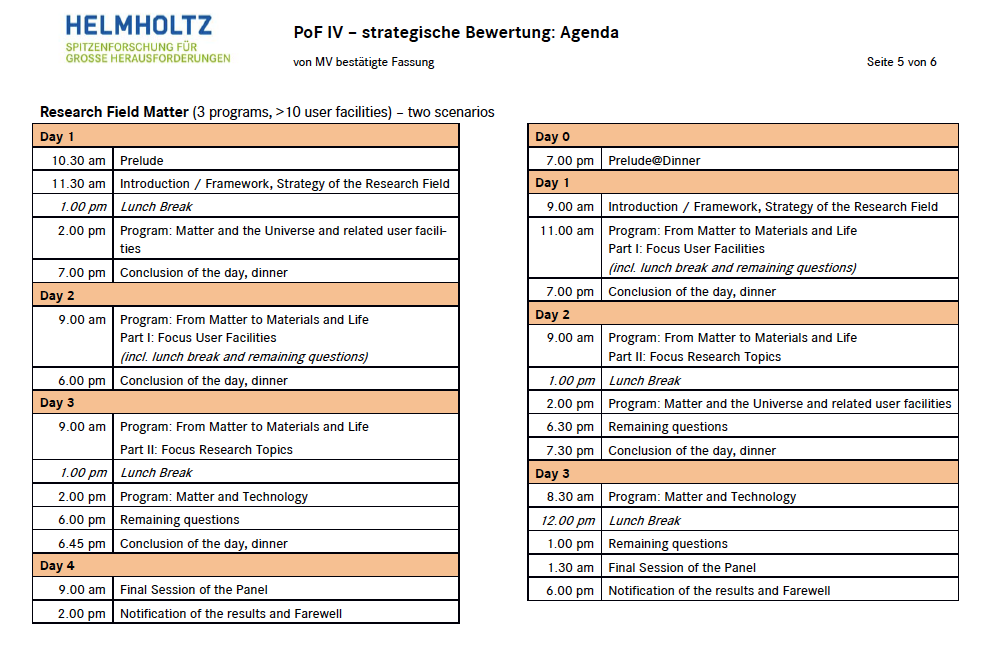 HELMHOLTZ
SPITZENFORSCHUNG FÜR
GROSSE HERAUSFORDERUNGEN
PoF IV – strategische Bewertung: Agenda
von MV bestätigte Fassung
Seite 5 von 6
Research Field Matter (3 programs, >10 user facilities) – two scenarios
Day 1
10.30 am Prelude
11.30 am Introduction / Framework, Strategy of the Research Field
1.00 pm Lunch Break
2.00 pm Program: Matter and the Universe and related user facili-
ties
7.00 pm Conclusion of the day, dinner
Day 2
9.00 am Program: From Matter to Materials and Life
Part I: Focus User Facilities
(incl. lunch break and remaining questions)
6.00 pm Conclusion of the day, dinner
Day 3
9.00 am Program: From Matter to Materials and Life
Part II: Focus Research Topics
1.00 pm Lunch Break
2.00 pm Program: Matter and Technology
6.00 pm Remaining questions
6.45 pm Conclusion of the day, dinner
Day 4
9.00 am Final Session of the Panel
2.00 pm Notification of the results and Farewell
Day 0
7.00 pm Prelude@Dinner
Day 1
9.00 am Introduction / Framework, Strategy of the Research Field
11.00 am Program: From Matter to Materials and Life
Part I: Focus User Facilities
(incl. lunch break and remaining questions)
7.00 pm Conclusion of the day, dinner
Day 2
9.00 am Program: From Matter to Materials and Life
Part II: Focus Research Topics
1.00 pm Lunch Break
2.00 pm Program: Matter and the Universe and related user facilities
6.30 pm Remaining questions
7.30 pm Conclusion of the day, dinner
Day 3
8.30 am Program: Matter and Technology
12.00 pm Lunch Break
1.00 pm Remaining questions
1.30 am Final Session of the Panel
6.00 pm Notification of the results and Farewell